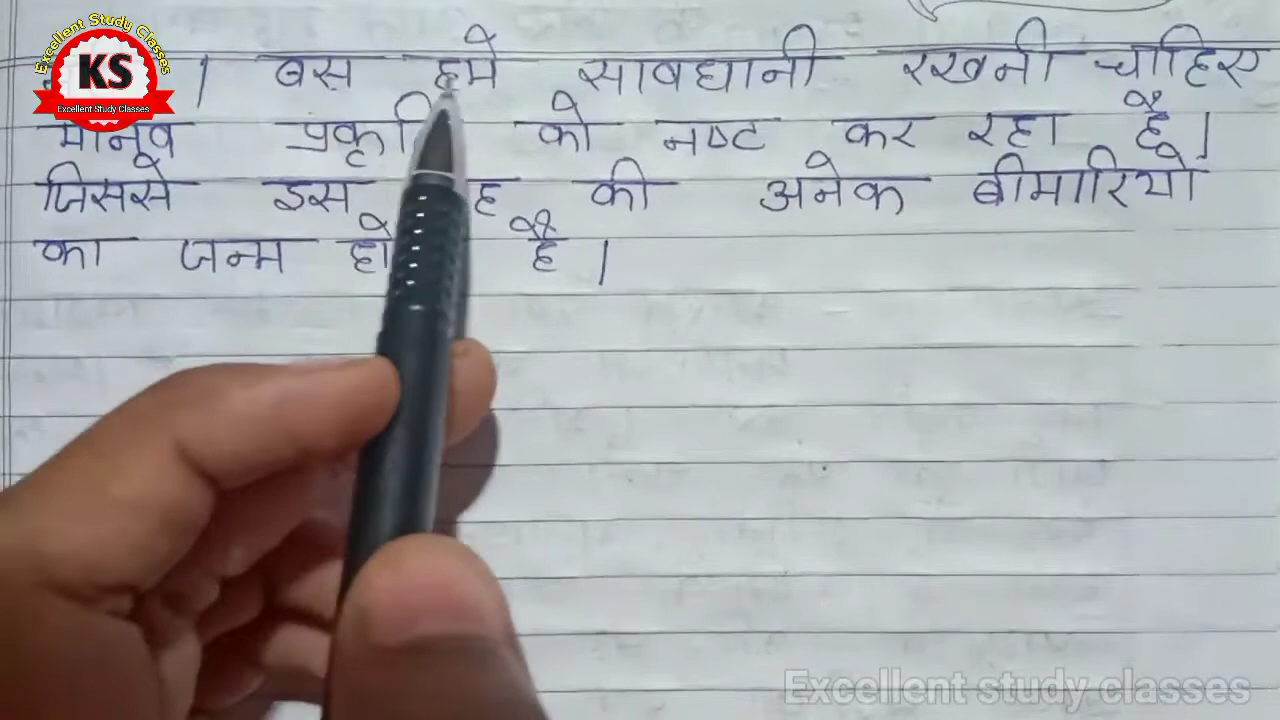 Excellent Study Classes
KS
Excellent Study Classes
। बस हमे सावधानी रखनी चाहिए
मानव को नष्ट कर रहा है।
जिससे इस की अनेक बीमारियो
का जन्म है।
Excellent study classes